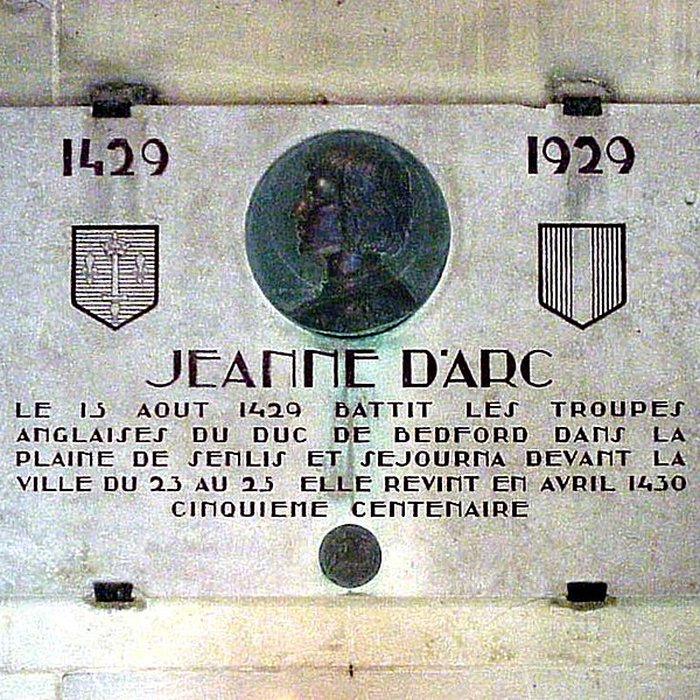 1429 1929
JEANNE D'ARC
LE 15 AOUT 1429 BATTIT LES TROUPES
ANGLAISES DU DUC DE BEDFORD DANS LA
PLAINE DE SENLIS ET SEJOURNA DEVANT LA
VILLE DU 23 AU 25 ELLE REVINT EN AVRIL 1430
CINQUIEME CENTENAIRE